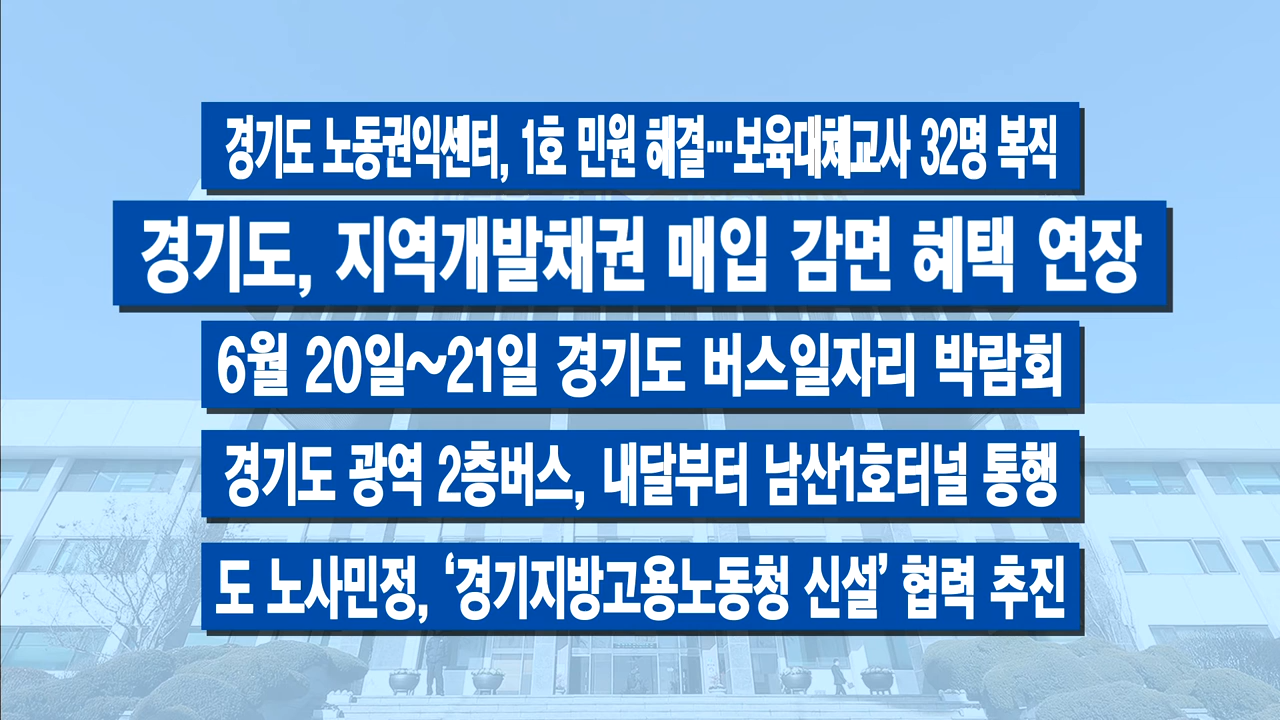 경기도 노동권익센터, 1호 민원 해결…보육대체교사 32명 복직
경기도, 지역개발채권 매입 감면 혜택 연장
6월 20일~21일 경기도 버스일자리 박람회
경기도 광역 2층버스, 내달부터 남산1호터널 통행
도 노사민정, ‘경기지방고용노동청 신설’ 협력 추진